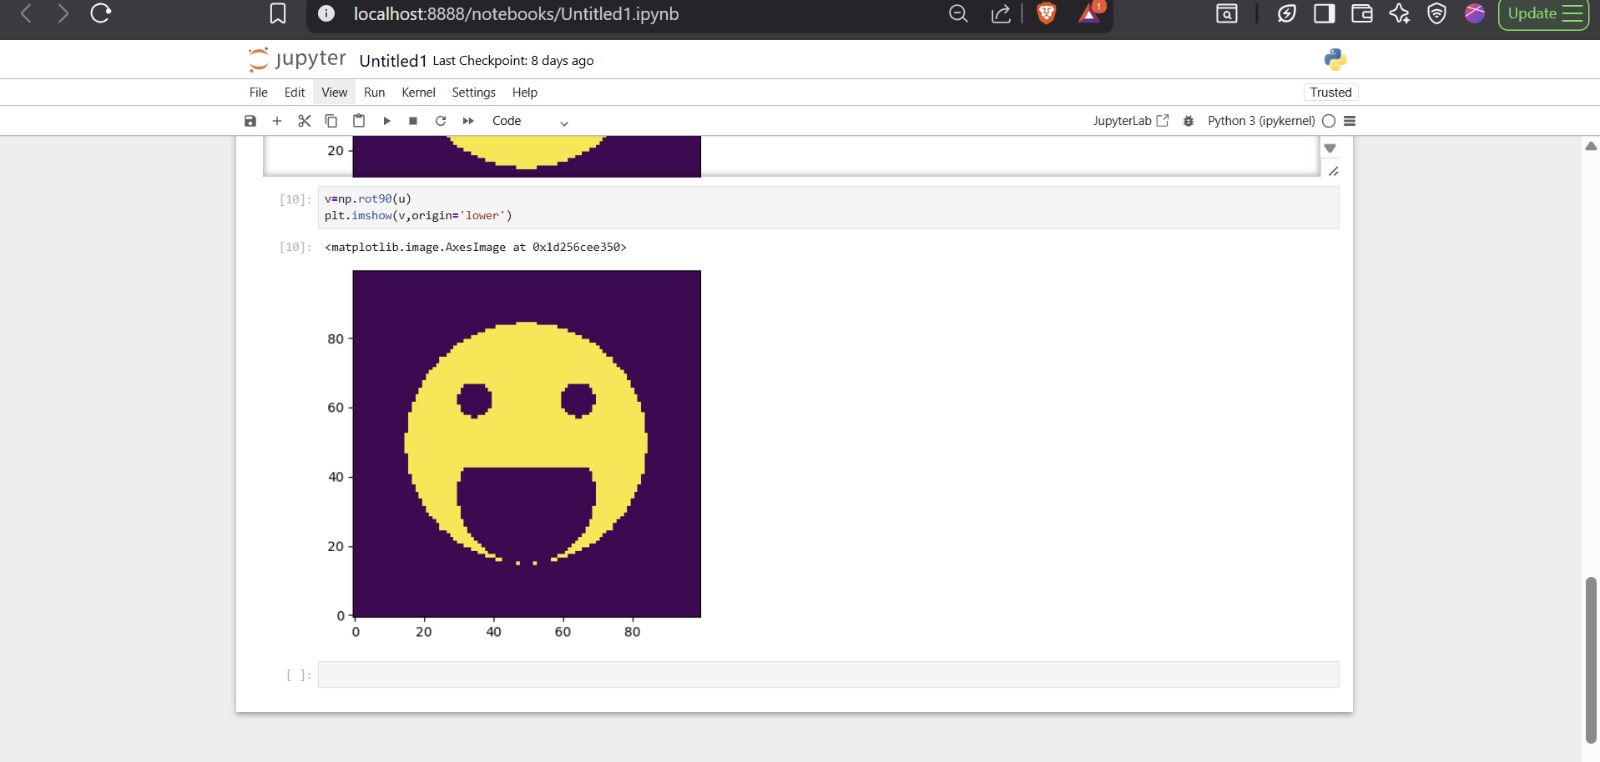 localhost:8888/notebooks/Untitled1.ipynb
1
Update
jupyter Untitled1 Last Checkpoint: 8 days ago
File Edit View Run Kernel Settings Help
Trusted
Code
JupyterLab
Python 3 (ipykernel)
20
[10]:
v=np.rot90(u)
plt.imshow(v,origin='lower')
[10]:
<matplotlib.image.AxesImage at 0x1d256cee350>
80
60
40
20
0
0 20 40 60 80
[ ]: